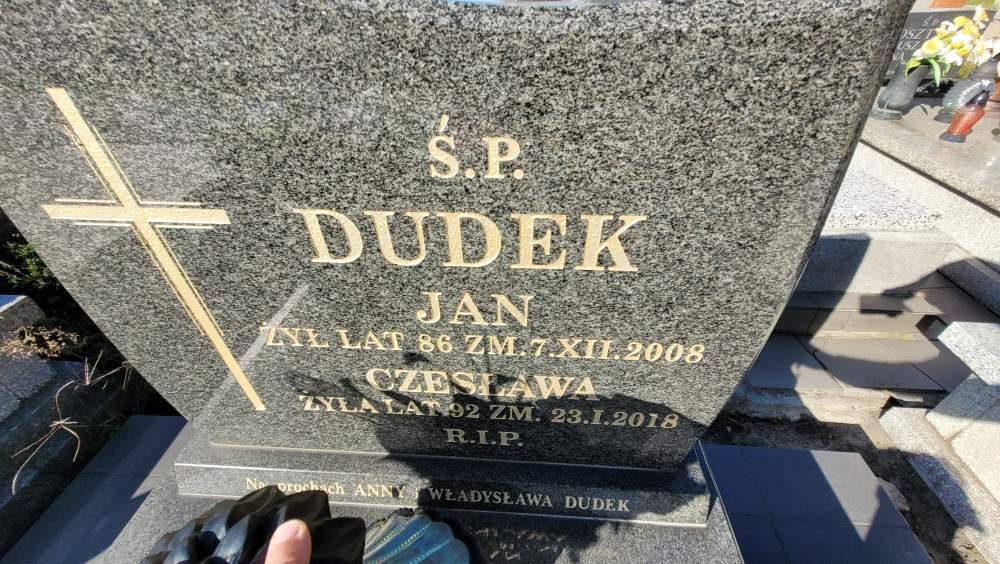 Ś.P.
DUDEK
JAN
ŻYŁ LAT 86 ZM.7.XII.2008
CZESŁAWA
ŻYŁA LAT 92 ZM. 23.I.2018
R.I.P.
Na prochach ANNY i WŁADYSŁAWA DUDEK
Ś P